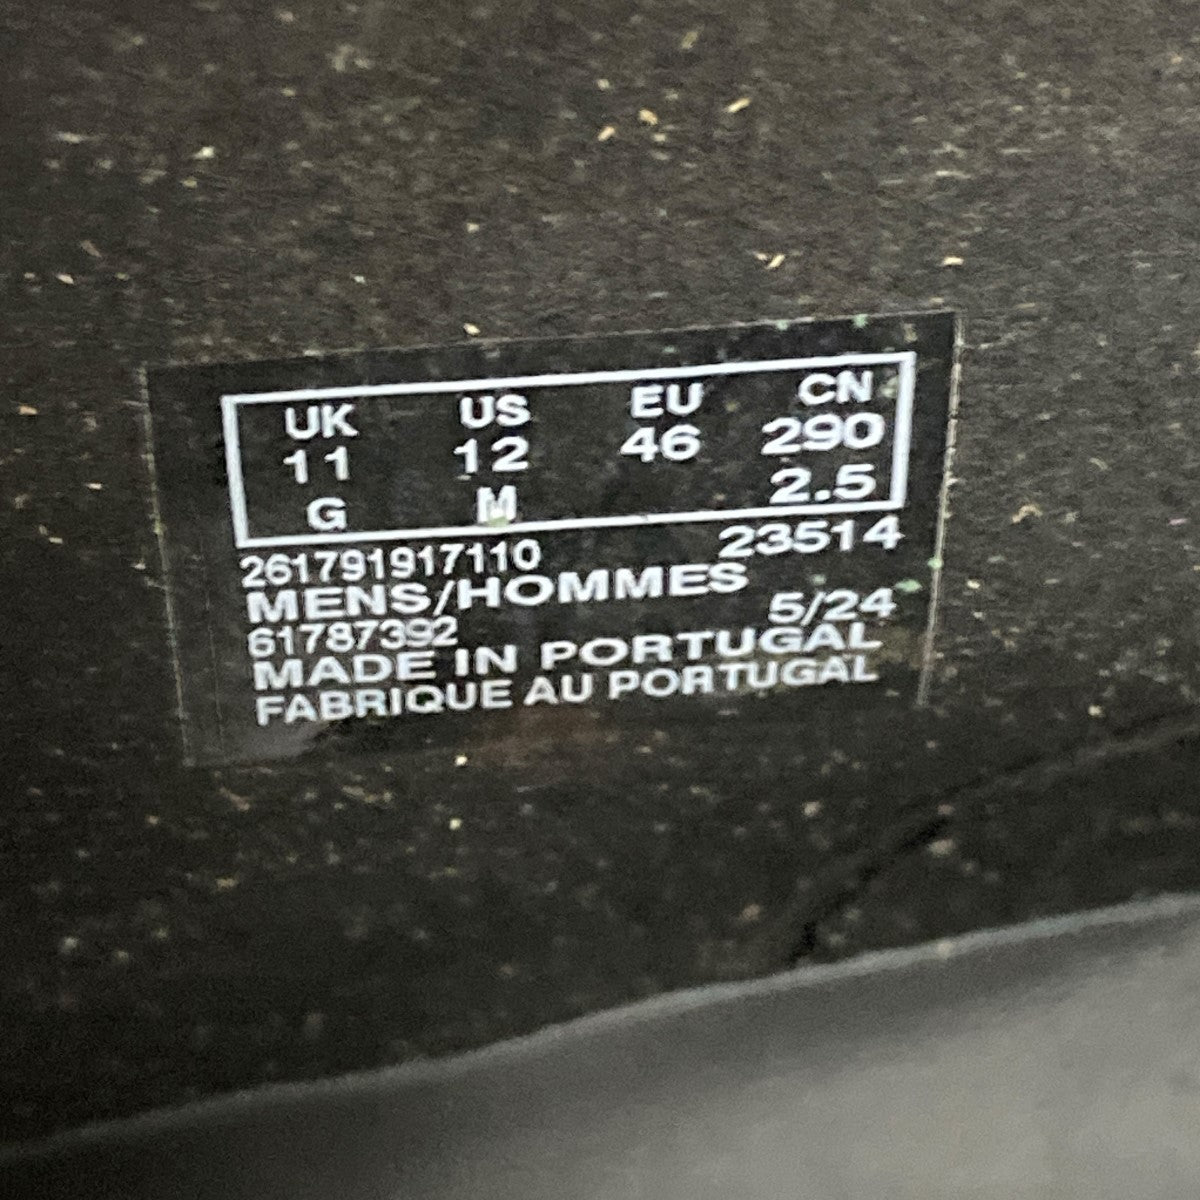 UK US EU CN
11 12 46 290
G M 2.5
261791917110 23514
MENS/HOMMES
61787392 5/24
MADE IN PORTUGAL
FABRIQUE AU PORTUGAL